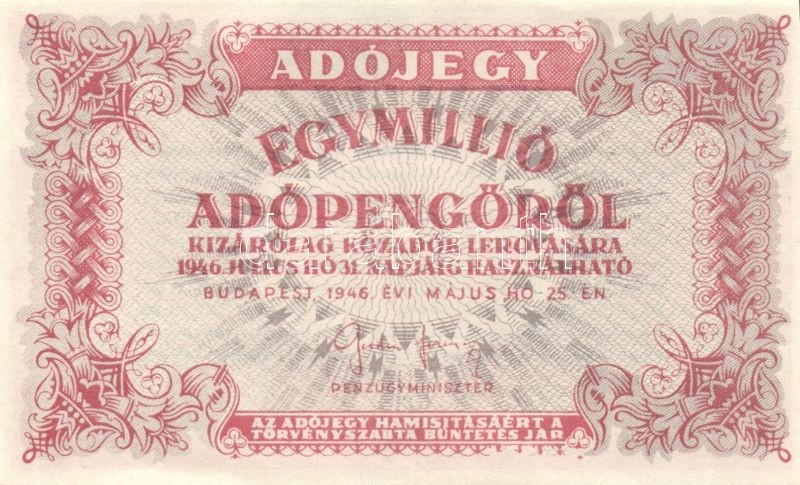 ADÓJEGY
EGYMILLIÓ
ADÓPENGŐRŐL
KIZÁRÓLAG KÖZADÓK LEROVÁSÁRA
1946. JÚLIUS HÓ 31. NAPJÁIG HASZNÁLHATÓ
BUDAPEST, 1946. ÉVI MÁJUS HÓ 25. ÉN
PÉNZÜGYMINISZTER
AZ ADÓJEGY HAMISITÁSÁÉRT A
TÖRVÉNYSZABTA BÜNTETÉS JÁR